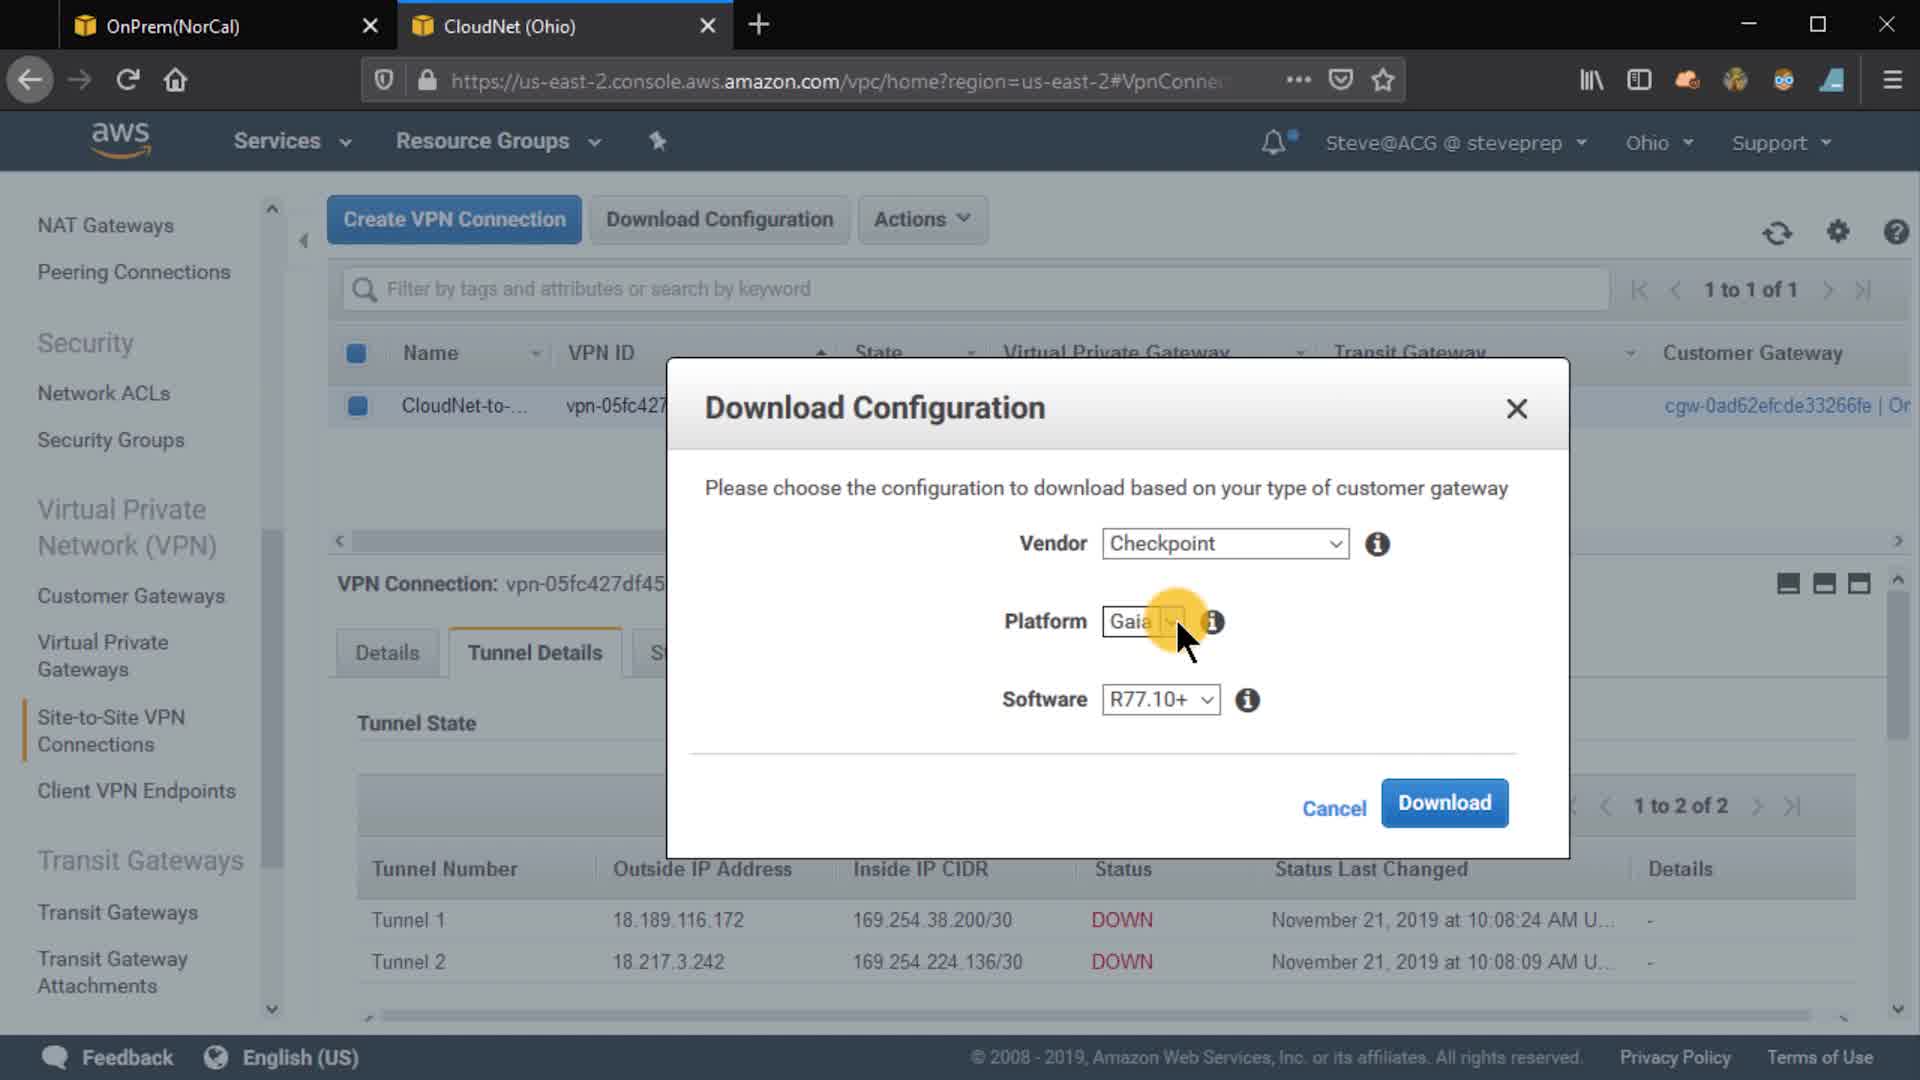 OnPrem(NorCal)
CloudNet (Ohio)
https://us-east-2.console.aws.amazon.com/vpc/home?region=us-east-2#VpnConnec
aws
Services
Resource Groups
Steve@ACG @ steveprep
Ohio
Support
NAT Gateways
Peering Connections
Security
Network ACLs
Security Groups
Virtual Private
Network (VPN)
Customer Gateways
Virtual Private
Gateways
Site-to-Site VPN
Connections
Client VPN Endpoints
Transit Gateways
Transit Gateways
Transit Gateway
Attachments
Create VPN Connection
Download Configuration
Actions
Filter by tags and attributes or search by keyword
1 to 1 of 1
Name
VPN ID
State
Virtual Private Gateway
Transit Gateway
Customer Gateway
CloudNet-to-...
vpn-05fc427
cgw-0ad62efcde33266fe | On
VPN Connection: vpn-05fc427df45
Details
Tunnel Details
Tunnel State
Download Configuration
Please choose the configuration to download based on your type of customer gateway
Vendor
Checkpoint
Platform
Gaia
Software
R77.10+
Cancel
Download
1 to 2 of 2
Tunnel Number
Outside IP Address
Inside IP CIDR
Status
Status Last Changed
Details
Tunnel 1
18.189.116.172
169.254.38.200/30
DOWN
November 21, 2019 at 10:08:24 AM U...
-
Tunnel 2
18.217.3.242
169.254.224.136/30
DOWN
November 21, 2019 at 10:08:09 AM U...
-
Feedback
English (US)
© 2008 - 2019, Amazon Web Services, Inc. or its affiliates. All rights reserved.
Privacy Policy
Terms of Use